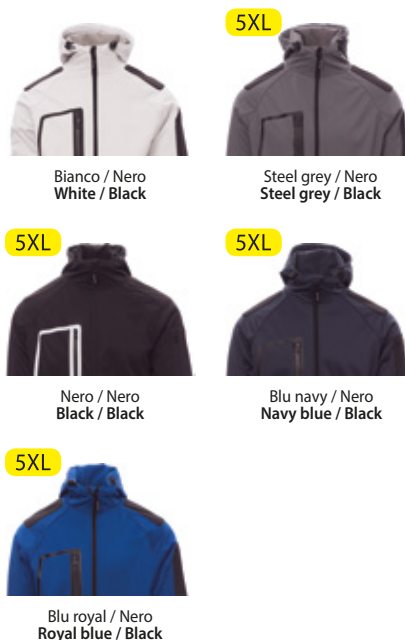 5XL
Bianco / Nero
White / Black
Steel grey / Nero
Steel grey / Black
5XL
5XL
Nero / Nero
Black / Black
Blu navy / Nero
Navy blue / Black
5XL
Blu royal / Nero
Royal blue / Black